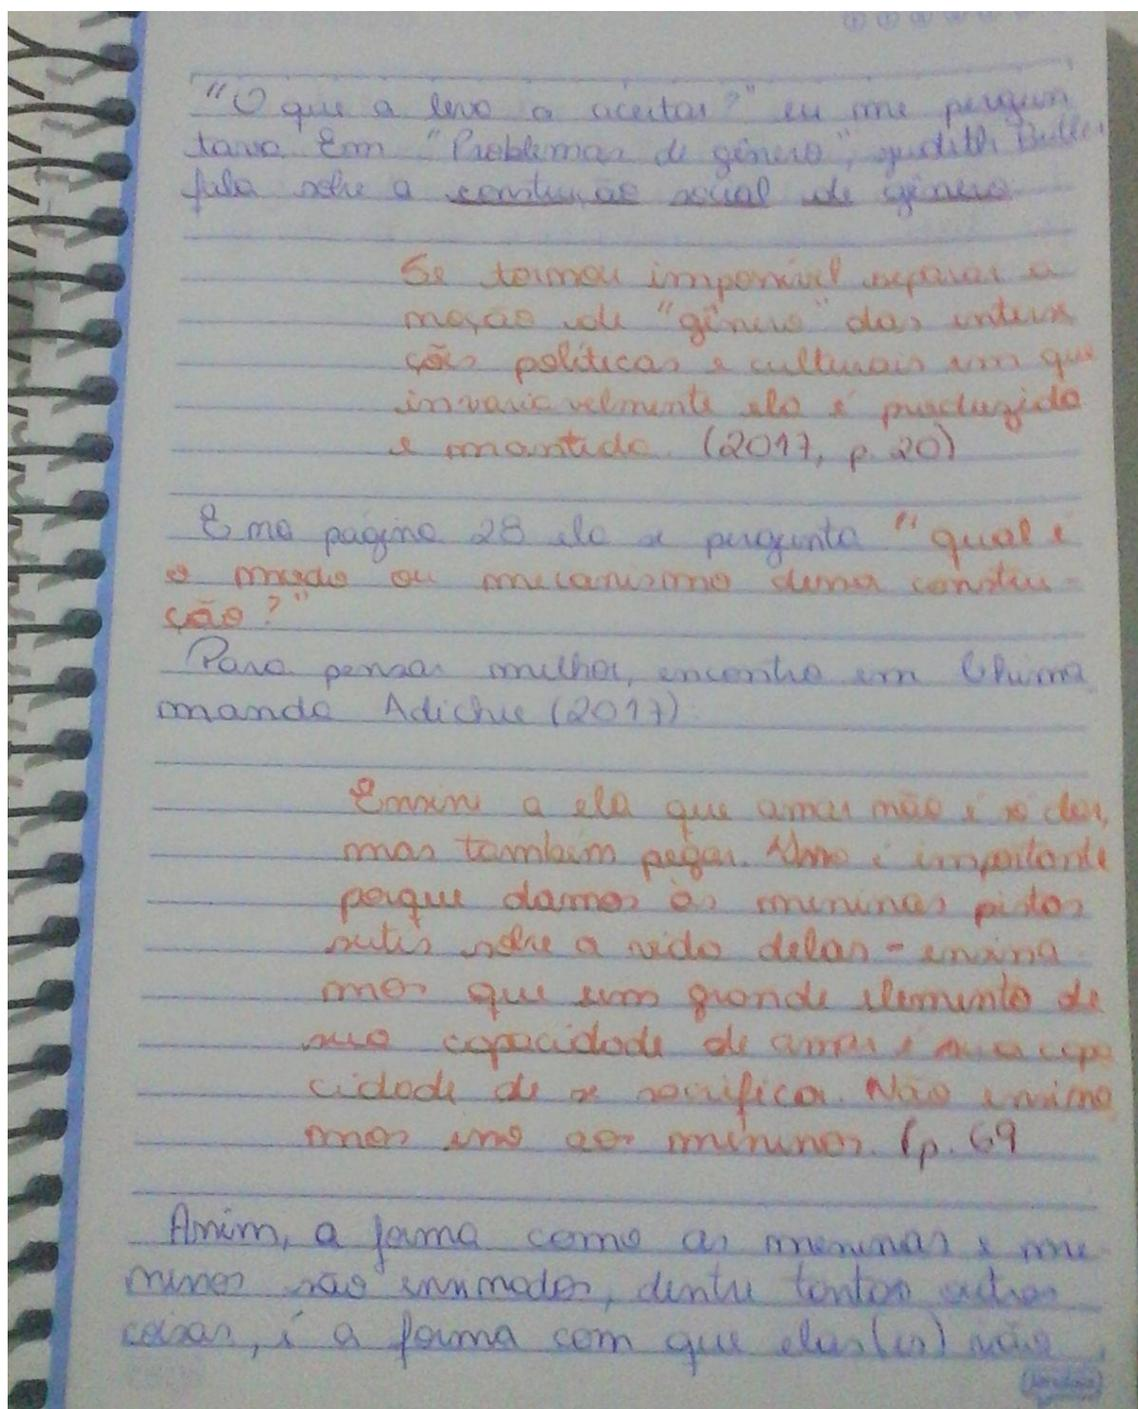 "O que a leva a aceitar?" eu me pergun
tava. Em "Problemas de gênero", Judith Butler
fala sobre a construção social de gênero.
Se tornou impossível separar a
noção de "gênero" das interse
ções políticas e culturais em que
invariavelmente ela é produzida
e mantida. (2017, p. 20)
E na página 28 ela se pergunta "qual é
o modo ou mecanismo dessa constru-
ção?"
Para pensar melhor, encontro em Chima
manda Adichie (2017)
Ensine a ela que amar não é só dar,
mas também pegar. Isso é importante
porque damos às meninas pistas
sutis sobre a vida delas - ensina
mos que um grande elemento de
sua capacidade de amar é sua capa
cidade de se sacrificar. Não ensina
mos isso aos meninos. (p. 69
Assim, a forma como as meninas e me
ninos são ensinados, dentre tantas outras
coisas, é a forma com que elas(es) vão